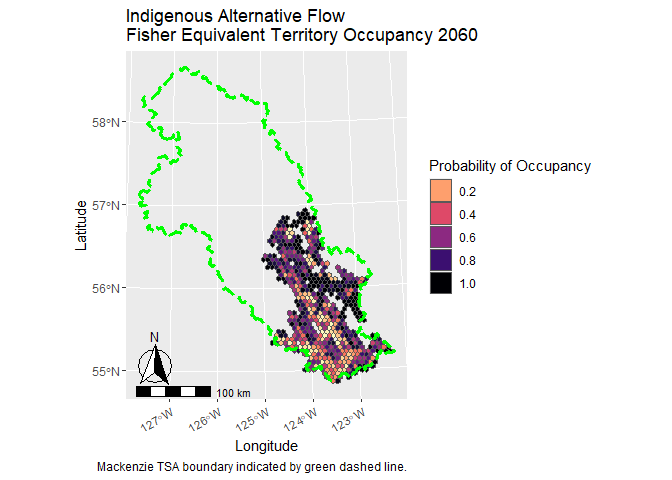 Indigenous Alternative Flow
Fisher Equivalent Territory Occupancy 2060
58°N
57°N
56°N
55°N
Latitude
N
100 km
127°W
126°W
125°W
124°W
123°W
Longitude
Probability of Occupancy
0.2
0.4
0.6
0.8
1.0
Mackenzie TSA boundary indicated by green dashed line.